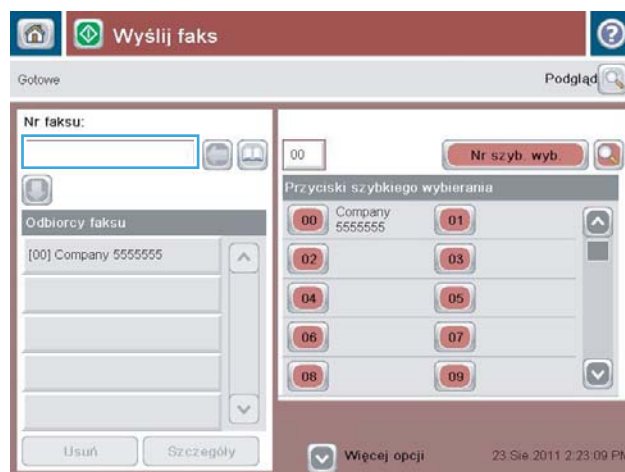 Wyślij faks
Gotowe
Podgląd
Nr faksu:
Odbiorcy faksu
[00] Company 5555555
Usuń
Szczegóły
00
Nr szyb. wyb.
Przyciski szybkiego wybierania
00 Company 5555555 01
02 03
04 05
06 07
08 09
Więcej opcji
23 Sie 2011 2:23:09 PM